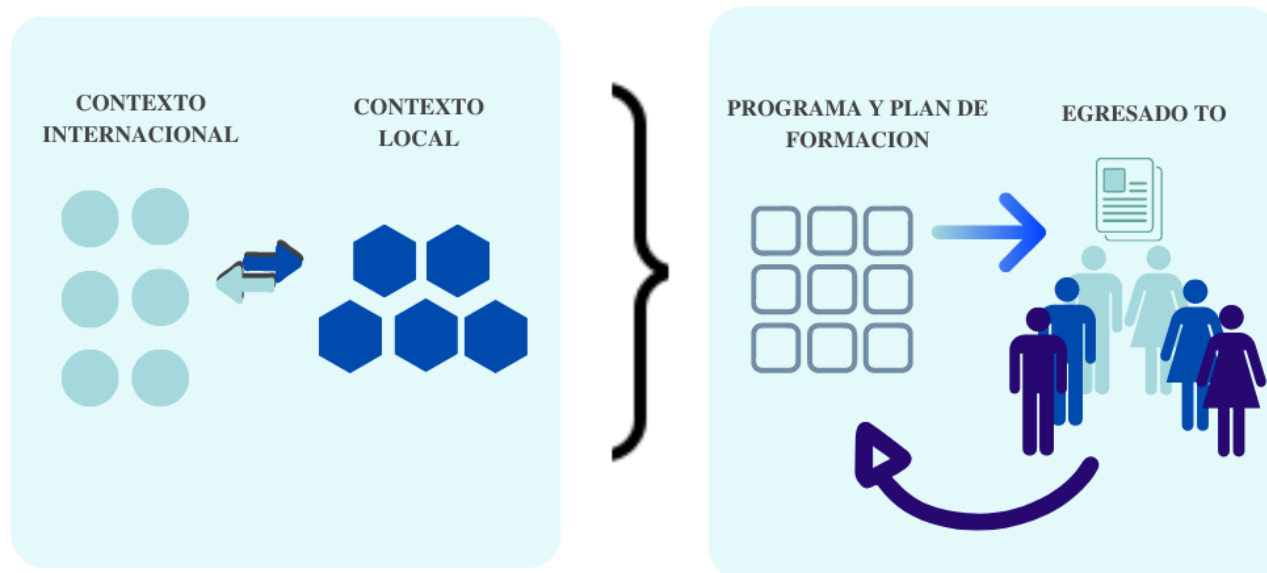 CONTEXTO
INTERNACIONAL
CONTEXTO
LOCAL
PROGRAMA Y PLAN DE
FORMACION
EGRESADO TO